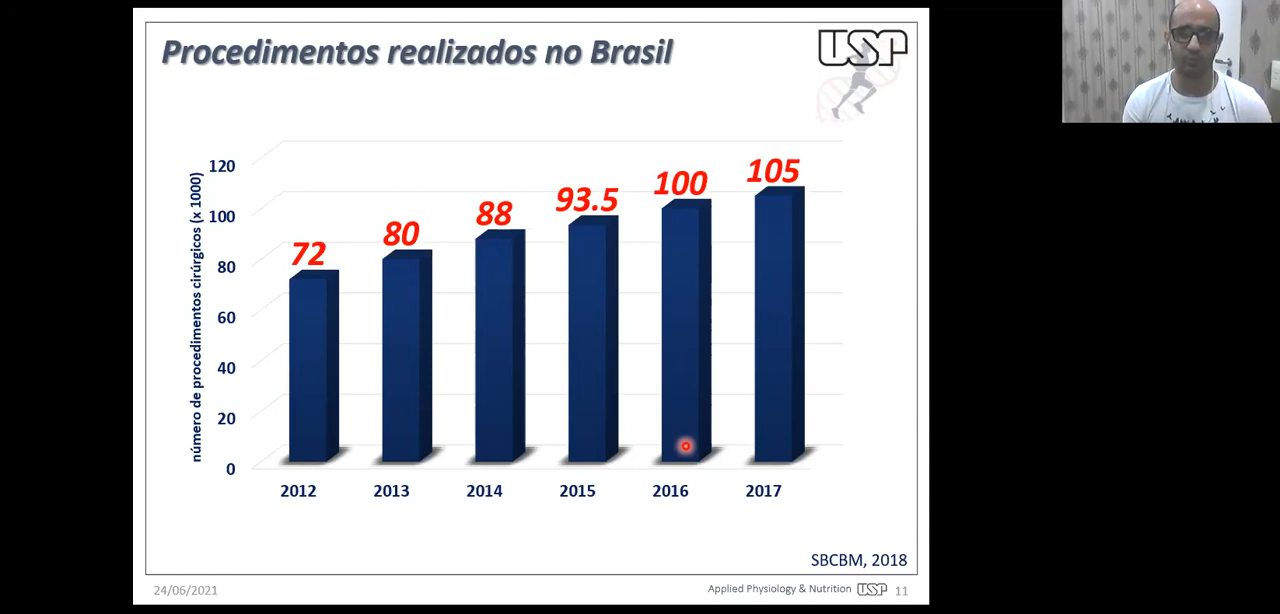 Procedimentos realizados no Brasil
USP
número de procedimentos cirúrgicos (x 1000)
120
100
80
60
40
20
0
72
80
88
93.5
100
105
2012 2013 2014 2015 2016 2017
SBCBM, 2018
24/06/2021
Applied Physiology & Nutrition USP 11